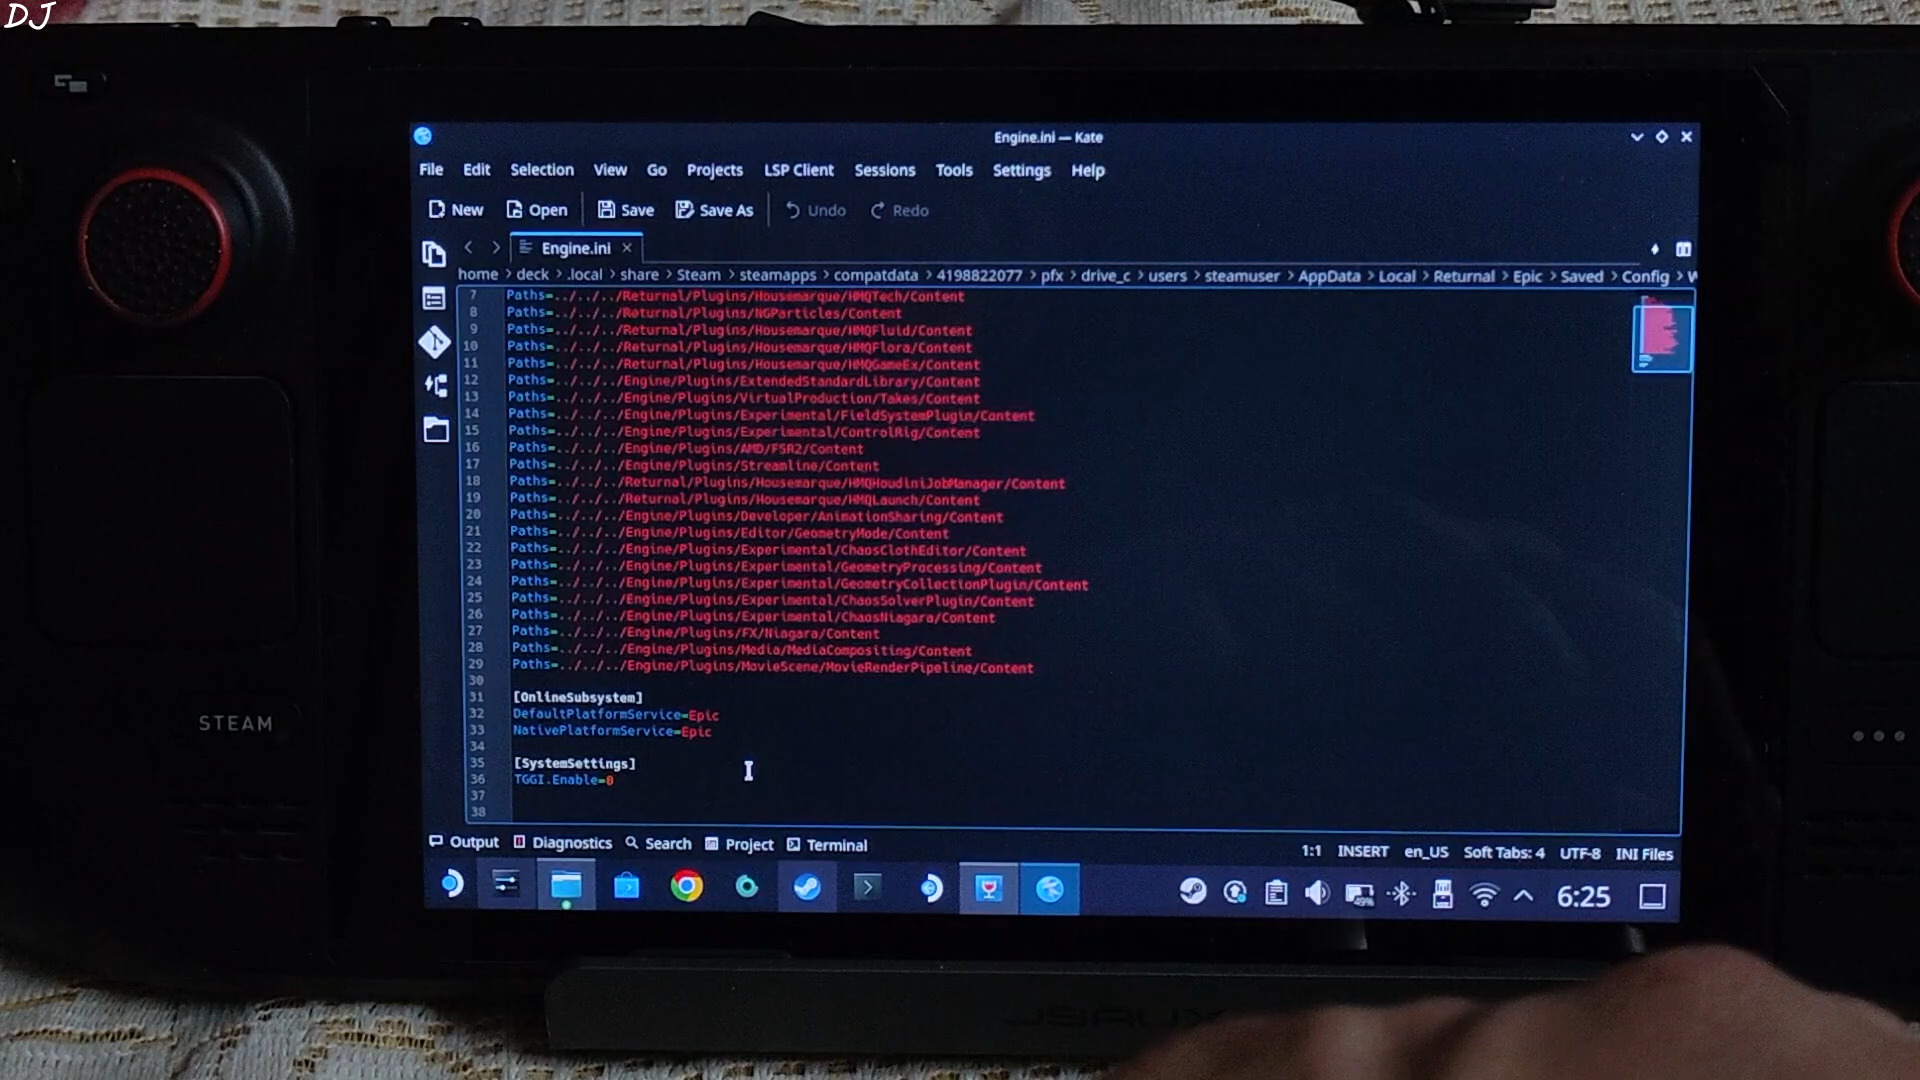 DJ
Engine.ini — Kate
File Edit Selection View Go Projects LSP Client Sessions Tools Settings Help
New Open Save Save As Undo Redo
Engine.ini
home > deck > .local > share > Steam > steamapps > compatdata > 4198822077 > pfx > drive_c > users > steamuser > AppData > Local > Returnal > Epic > Saved > Config > W
7 Paths=../../../Returnal/Plugins/Housemarque/HMQTech/Content
8 Paths=../../../Returnal/Plugins/NGParticles/Content
9 Paths=../../../Returnal/Plugins/Housemarque/HMQFluid/Content
10 Paths=../../../Returnal/Plugins/Housemarque/HMQFlora/Content
11 Paths=../../../Returnal/Plugins/Housemarque/HMQGameEx/Content
12 Paths=../../../Engine/Plugins/ExtendedStandardLibrary/Content
13 Paths=../../../Engine/Plugins/VirtualProduction/Takes/Content
14 Paths=../../../Engine/Plugins/Experimental/FieldSystemPlugin/Content
15 Paths=../../../Engine/Plugins/Experimental/ControlRig/Content
16 Paths=../../../Engine/Plugins/AMD/FSR2/Content
17 Paths=../../../Engine/Plugins/Streamline/Content
18 Paths=../../../Returnal/Plugins/Housemarque/HMQHoudiniJobManager/Content
19 Paths=../../../Returnal/Plugins/Housemarque/HMQLaunch/Content
20 Paths=../../../Engine/Plugins/Developer/AnimationSharing/Content
21 Paths=../../../Engine/Plugins/Editor/GeometryMode/Content
22 Paths=../../../Engine/Plugins/Experimental/ChaosClothEditor/Content
23 Paths=../../../Engine/Plugins/Experimental/GeometryProcessing/Content
24 Paths=../../../Engine/Plugins/Experimental/GeometryCollectionPlugin/Content
25 Paths=../../../Engine/Plugins/Experimental/ChaosSolverPlugin/Content
26 Paths=../../../Engine/Plugins/Experimental/ChaosNiagara/Content
27 Paths=../../../Engine/Plugins/FX/Niagara/Content
28 Paths=../../../Engine/Plugins/Media/MediaCompositing/Content
29 Paths=../../../Engine/Plugins/MovieScene/MovieRenderPipeline/Content
30
31 [OnlineSubsystem]
32 DefaultPlatformService=Epic
33 NativePlatformService=Epic
34
35 [SystemSettings]
36 TGGI.Enable=0
37
38
Output Diagnostics Search Project Terminal
1:1 INSERT en_US Soft Tabs: 4 UTF-8 INI Files
49%
6:25
STEAM
JSAUX